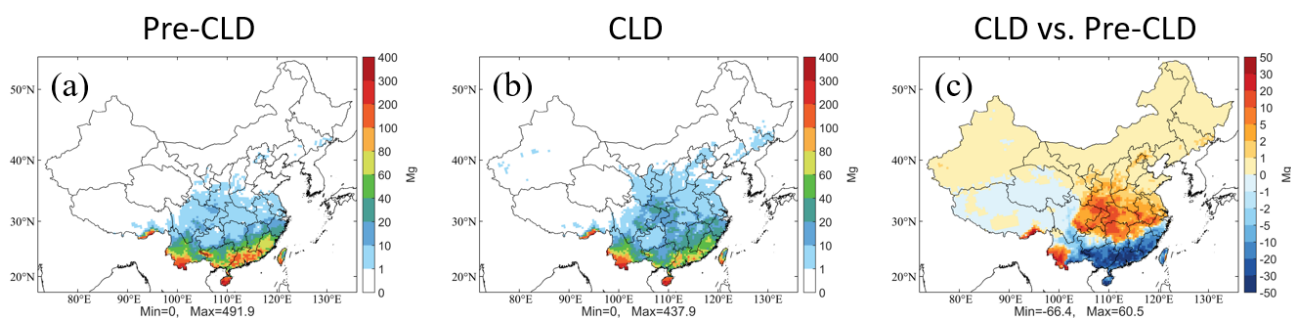 Pre-CLD
CLD
CLD vs. Pre-CLD
(a)
50°N
40°N
30°N
20°N
80°E 90°E 100°E 110°E 120°E 130°E
Min=0, Max=491.9
400
300
200
100
80
60
40
20
10
1
0
Mg
(b)
50°N
40°N
30°N
20°N
80°E 90°E 100°E 110°E 120°E 130°E
Min=0, Max=437.9
400
300
200
100
80
60
40
20
10
1
0
Mg
(c)
50°N
40°N
30°N
20°N
80°E 90°E 100°E 110°E 120°E 130°E
Min=-66.4, Max=60.5
50
30
20
10
5
2
1
0
-1
-2
-5
-10
-20
-30
-50
Mg